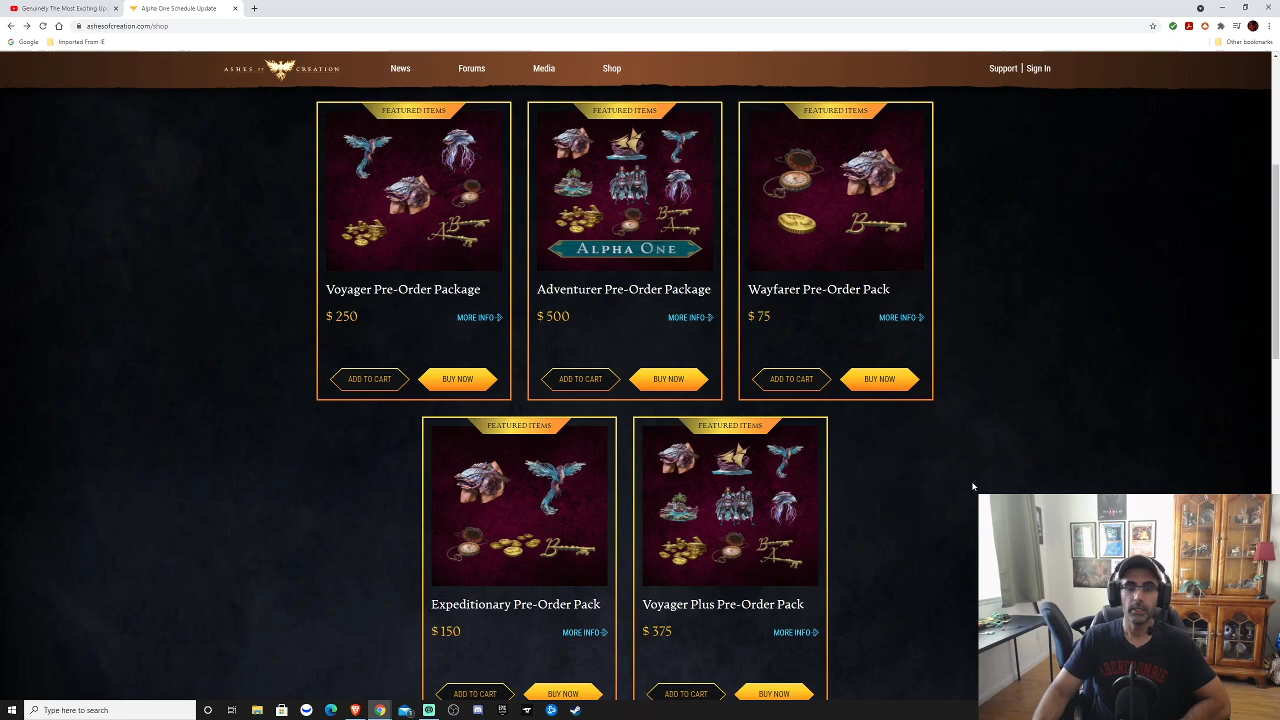 Genuinely The Most Exciting Up
Alpha One Schedule Update
ashesofcreation.com/shop
Google
Imported From IE
Other bookmarks
ASHES OF CREATION
News
Forums
Media
Shop
Support | Sign In
FEATURED ITEMS
FEATURED ITEMS
FEATURED ITEMS
ALPHA ONE
Voyager Pre-Order Package
Adventurer Pre-Order Package
Wayfarer Pre-Order Pack
$ 250
MORE INFO
$ 500
MORE INFO
$ 75
MORE INFO
ADD TO CART
BUY NOW
ADD TO CART
BUY NOW
ADD TO CART
BUY NOW
FEATURED ITEMS
FEATURED ITEMS
Expeditionary Pre-Order Pack
Voyager Plus Pre-Order Pack
$ 150
MORE INFO
$ 375
MORE INFO
ADD TO CART
BUY NOW
ADD TO CART
BUY NOW
Type here to search